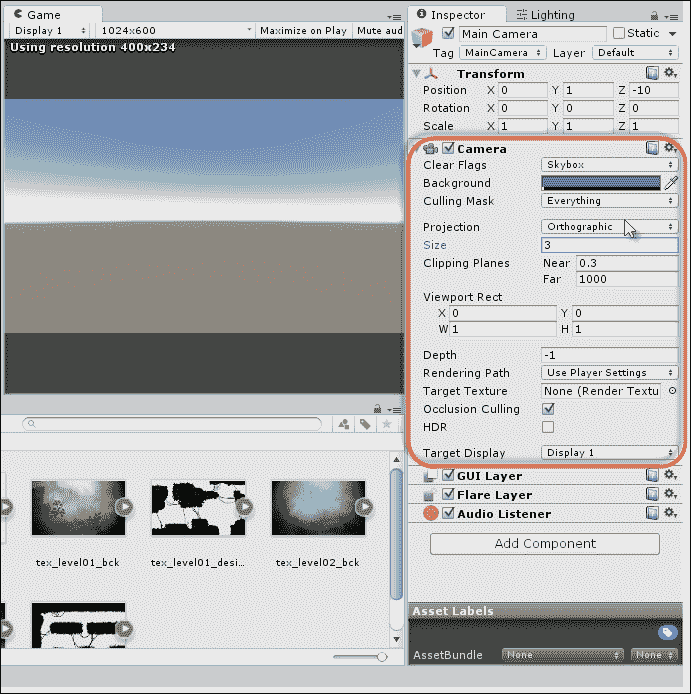 Game
Display 1 1024x600 Maximize on Play Mute aud
Using resolution 400x234
tex_level01_bck tex_level01_desi... tex_level02_bck
Inspector Lighting
Main Camera Static
Tag MainCamera Layer Default
Transform
Position X 0 Y 1 Z -10
Rotation X 0 Y 0 Z 0
Scale X 1 Y 1 Z 1
Camera
Clear Flags Skybox
Background
Culling Mask Everything
Projection Orthographic
Size 3
Clipping Planes Near 0.3
Far 1000
Viewport Rect
X 0 Y 0
W 1 H 1
Depth -1
Rendering Path Use Player Settings
Target Texture None (Render Textu
Occlusion Culling
HDR
Target Display Display 1
GUI Layer
Flare Layer
Audio Listener
Add Component
Asset Labels
AssetBundle None None